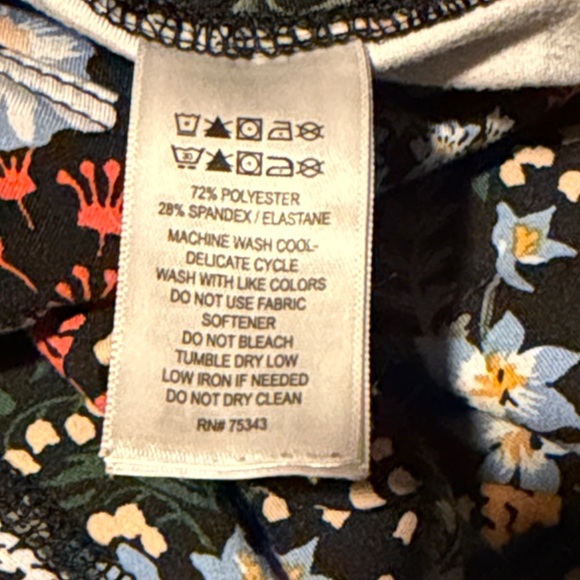 72% POLYESTER
28% SPANDEX / ELASTANE
MACHINE WASH COOL-
DELICATE CYCLE
WASH WITH LIKE COLORS
DO NOT USE FABRIC
SOFTENER
DO NOT BLEACH
TUMBLE DRY LOW
LOW IRON IF NEEDED
DO NOT DRY CLEAN
RN# 75343